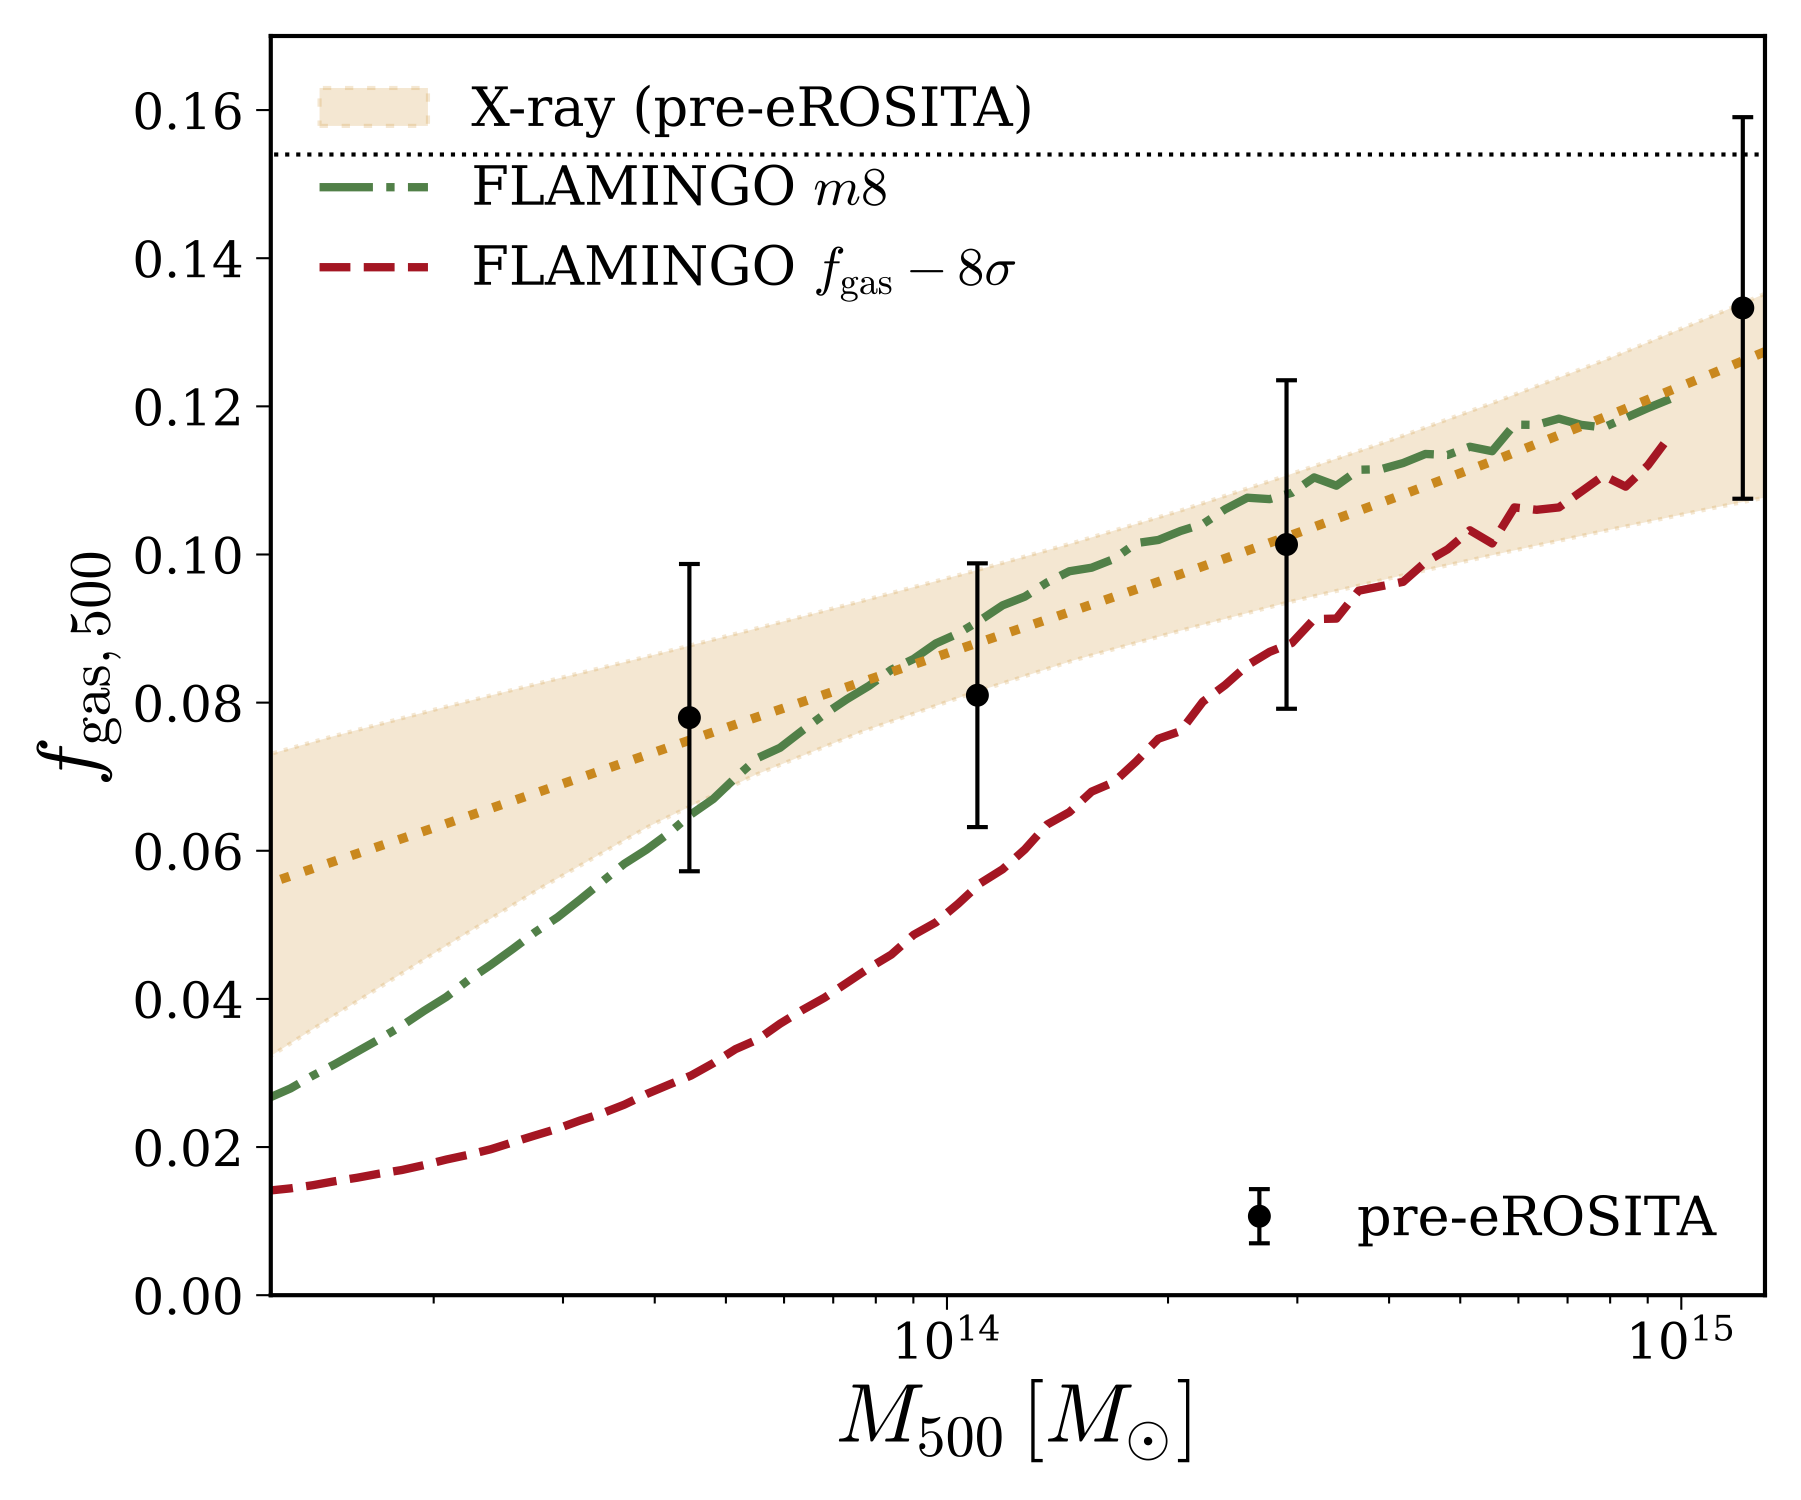 X-ray (pre-eROSITA)
FLAMINGO m8
FLAMINGO f_gas − 8σ
pre-eROSITA
0.16
0.14
0.12
0.10
0.08
0.06
0.04
0.02
0.00
f_gas, 500
10^14
10^15
M_500 [M_⊙]